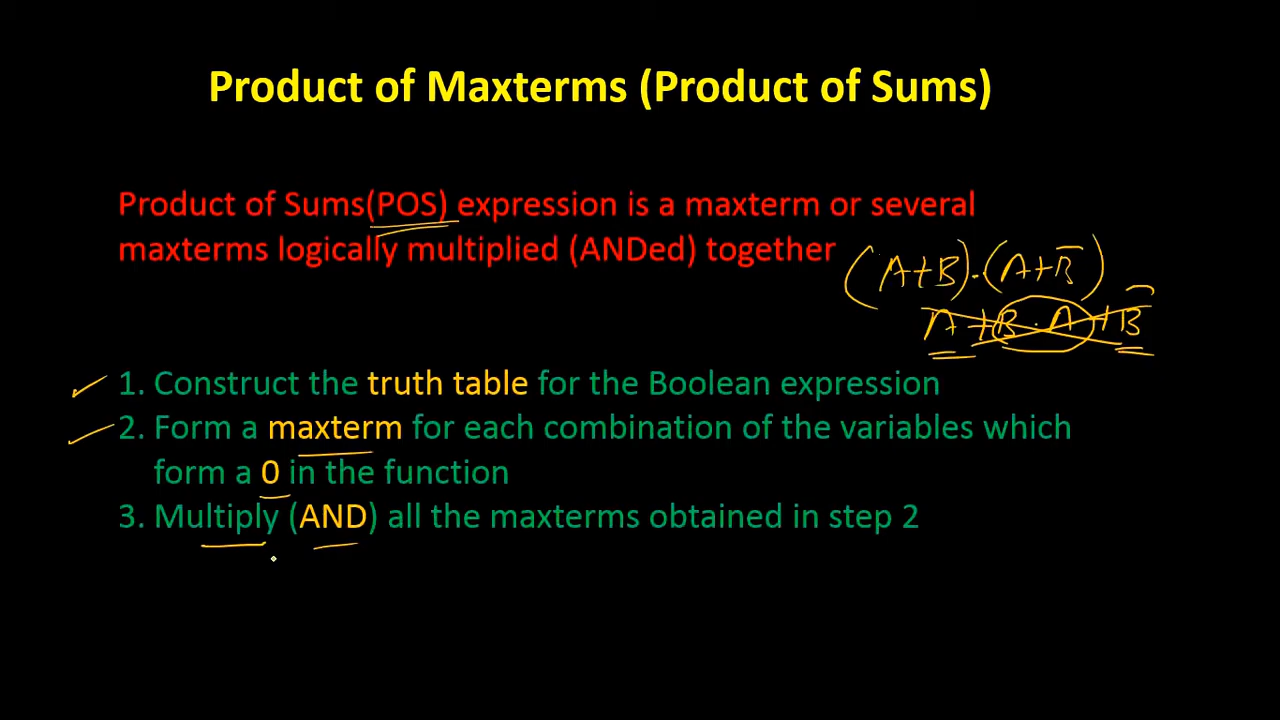 Product of Maxterms (Product of Sums)
Product of Sums(POS) expression is a maxterm or several
maxterms logically multiplied (ANDed) together
(A+B).(A+B̅)
A+B.A+B̅
1. Construct the truth table for the Boolean expression
2. Form a maxterm for each combination of the variables which
form a 0 in the function
3. Multiply (AND) all the maxterms obtained in step 2